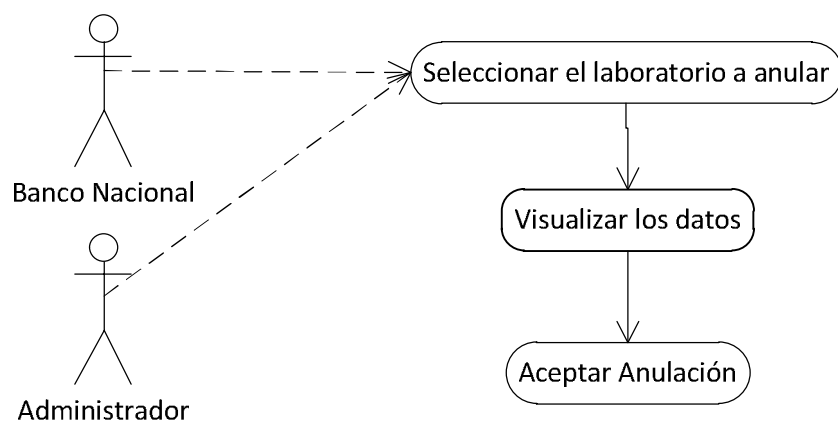 Seleccionar el laboratorio a anular
Banco Nacional
Visualizar los datos
Aceptar Anulación
Administrador